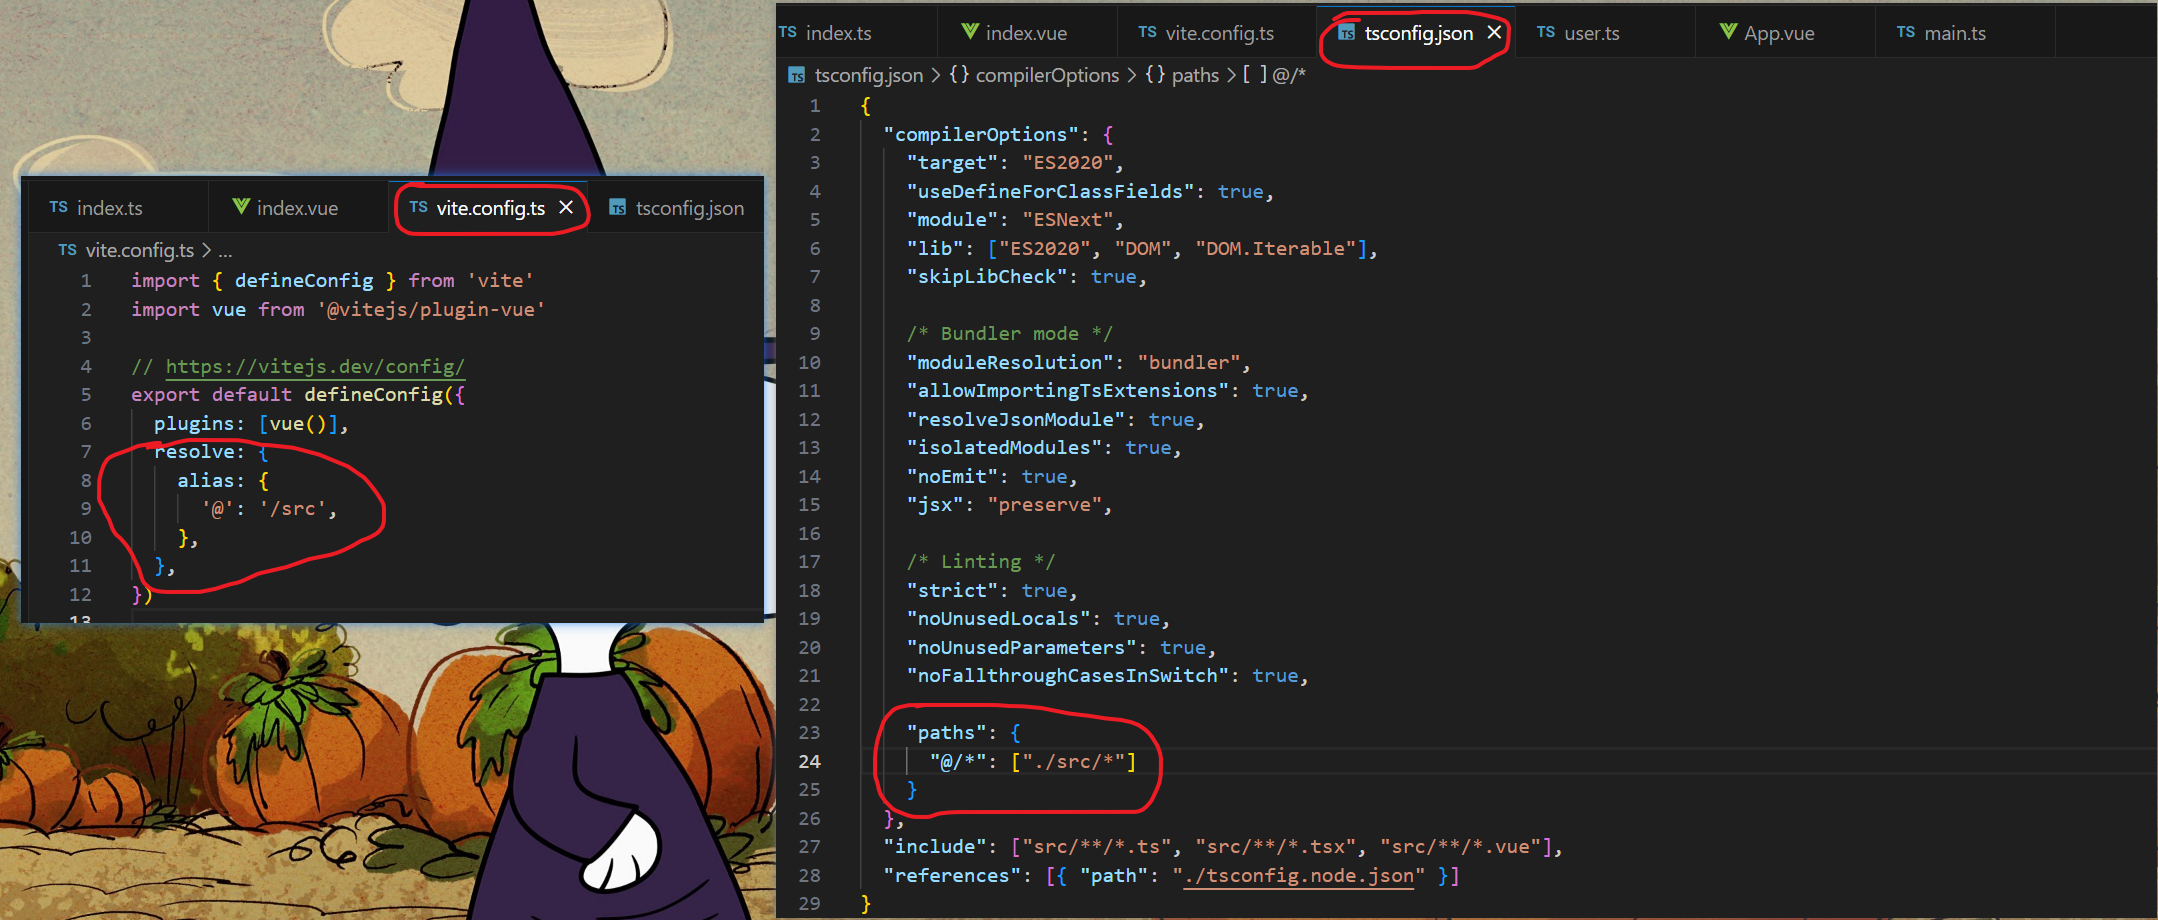 TS index.ts
index.vue
TS vite.config.ts
TS tsconfig.json
TS vite.config.ts > ...
1 import { defineConfig } from 'vite'
2 import vue from '@vitejs/plugin-vue'
3
4 // https://vitejs.dev/config/
5 export default defineConfig({
6 plugins: [vue()],
7 resolve: {
8 alias: {
9 '@': '/src',
10 },
11 },
12 })
13
TS index.ts
index.vue
TS vite.config.ts
TS tsconfig.json
TS user.ts
App.vue
TS main.ts
TS tsconfig.json > {} compilerOptions > {} paths > [ ] @/*
1 {
2 "compilerOptions": {
3 "target": "ES2020",
4 "useDefineForClassFields": true,
5 "module": "ESNext",
6 "lib": ["ES2020", "DOM", "DOM.Iterable"],
7 "skipLibCheck": true,
8
9 /* Bundler mode */
10 "moduleResolution": "bundler",
11 "allowImportingTsExtensions": true,
12 "resolveJsonModule": true,
13 "isolatedModules": true,
14 "noEmit": true,
15 "jsx": "preserve",
16
17 /* Linting */
18 "strict": true,
19 "noUnusedLocals": true,
20 "noUnusedParameters": true,
21 "noFallthroughCasesInSwitch": true,
22
23 "paths": {
24 "@/*": ["./src/*"]
25 }
26 },
27 "include": ["src/**/*.ts", "src/**/*.tsx", "src/**/*.vue"],
28 "references": [{ "path": "./tsconfig.node.json" }]
29 }